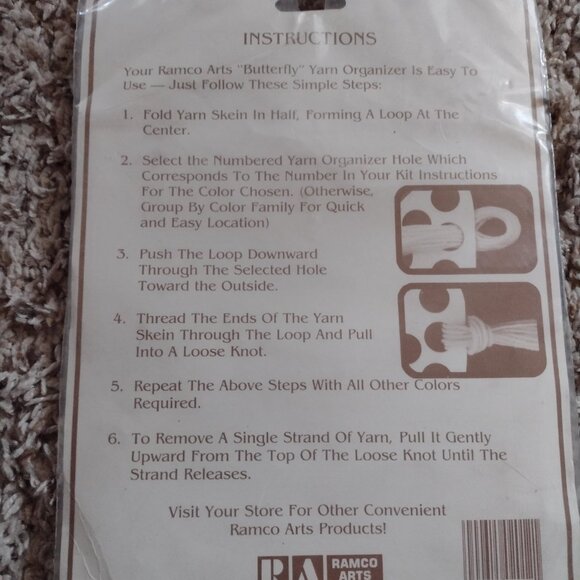 INSTRUCTIONS
Your Ramco Arts "Butterfly" Yarn Organizer Is Easy To
Use — Just Follow These Simple Steps:
1. Fold Yarn Skein In Half, Forming A Loop At The
Center.
2. Select the Numbered Yarn Organizer Hole Which
Corresponds To The Number In Your Kit Instructions
For The Color Chosen. (Otherwise,
Group By Color Family For Quick
and Easy Location)
3. Push The Loop Downward
Through The Selected Hole
Toward the Outside.
4. Thread The Ends Of The Yarn
Skein Through The Loop And Pull
Into A Loose Knot.
5. Repeat The Above Steps With All Other Colors
Required.
6. To Remove A Single Strand Of Yarn, Pull It Gently
Upward From The Top Of The Loose Knot Until The
Strand Releases.
Visit Your Store For Other Convenient
Ramco Arts Products!
RA
RAMCO
ARTS